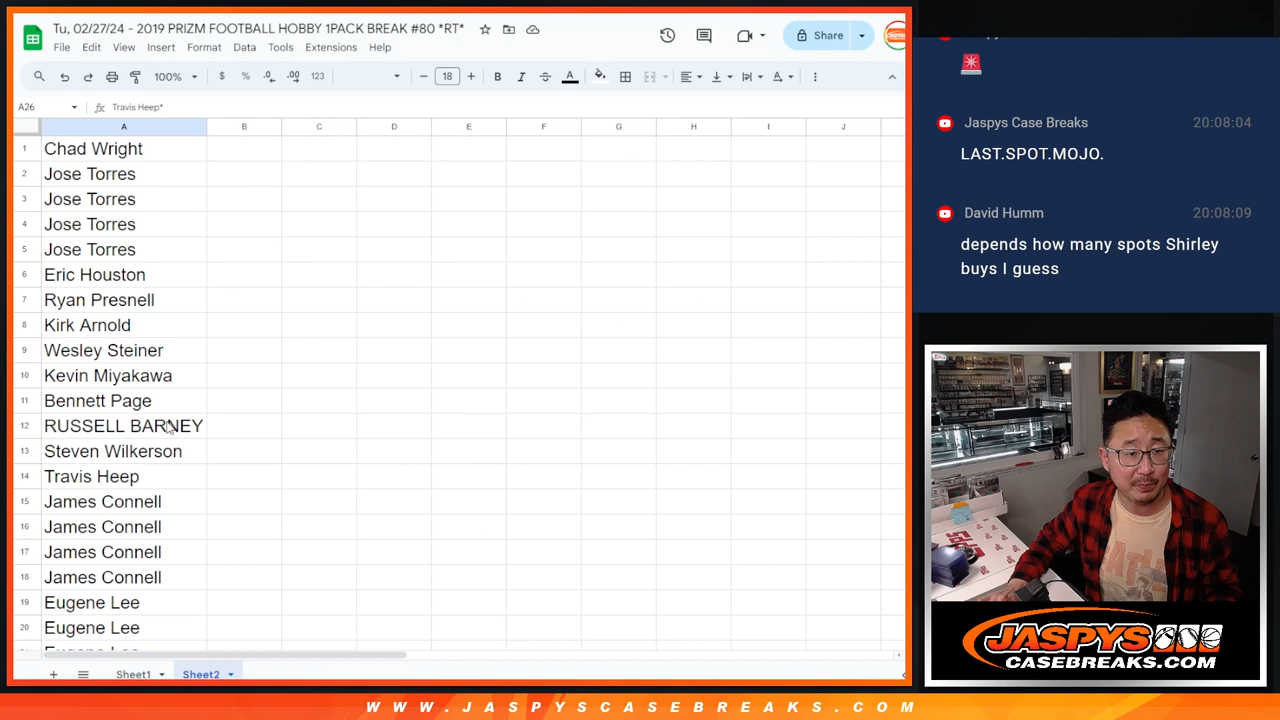 Tu, 02/27/24 - 2019 PRIZM FOOTBALL HOBBY 1PACK BREAK #80 *RT*
File Edit View Insert Format Data Tools Extensions Help
Share
100% $ % .0 .00 123 18 B I A A
A26 fx Travis Heep*
A B C D E F G H I J
1 Chad Wright
2 Jose Torres
3 Jose Torres
4 Jose Torres
5 Jose Torres
6 Eric Houston
7 Ryan Presnell
8 Kirk Arnold
9 Wesley Steiner
10 Kevin Miyakawa
11 Bennett Page
12 RUSSELL BARNEY
13 Steven Wilkerson
14 Travis Heep
15 James Connell
16 James Connell
17 James Connell
18 James Connell
19 Eugene Lee
20 Eugene Lee
Eugene Lee
Sheet1 Sheet2
Jaspys Case Breaks 20:08:04
LAST.SPOT.MOJO.
David Humm 20:08:09
depends how many spots Shirley
buys I guess
JASPYS
CASEBREAKS.COM
WWW.JASPYSCASEBREAKS.COM